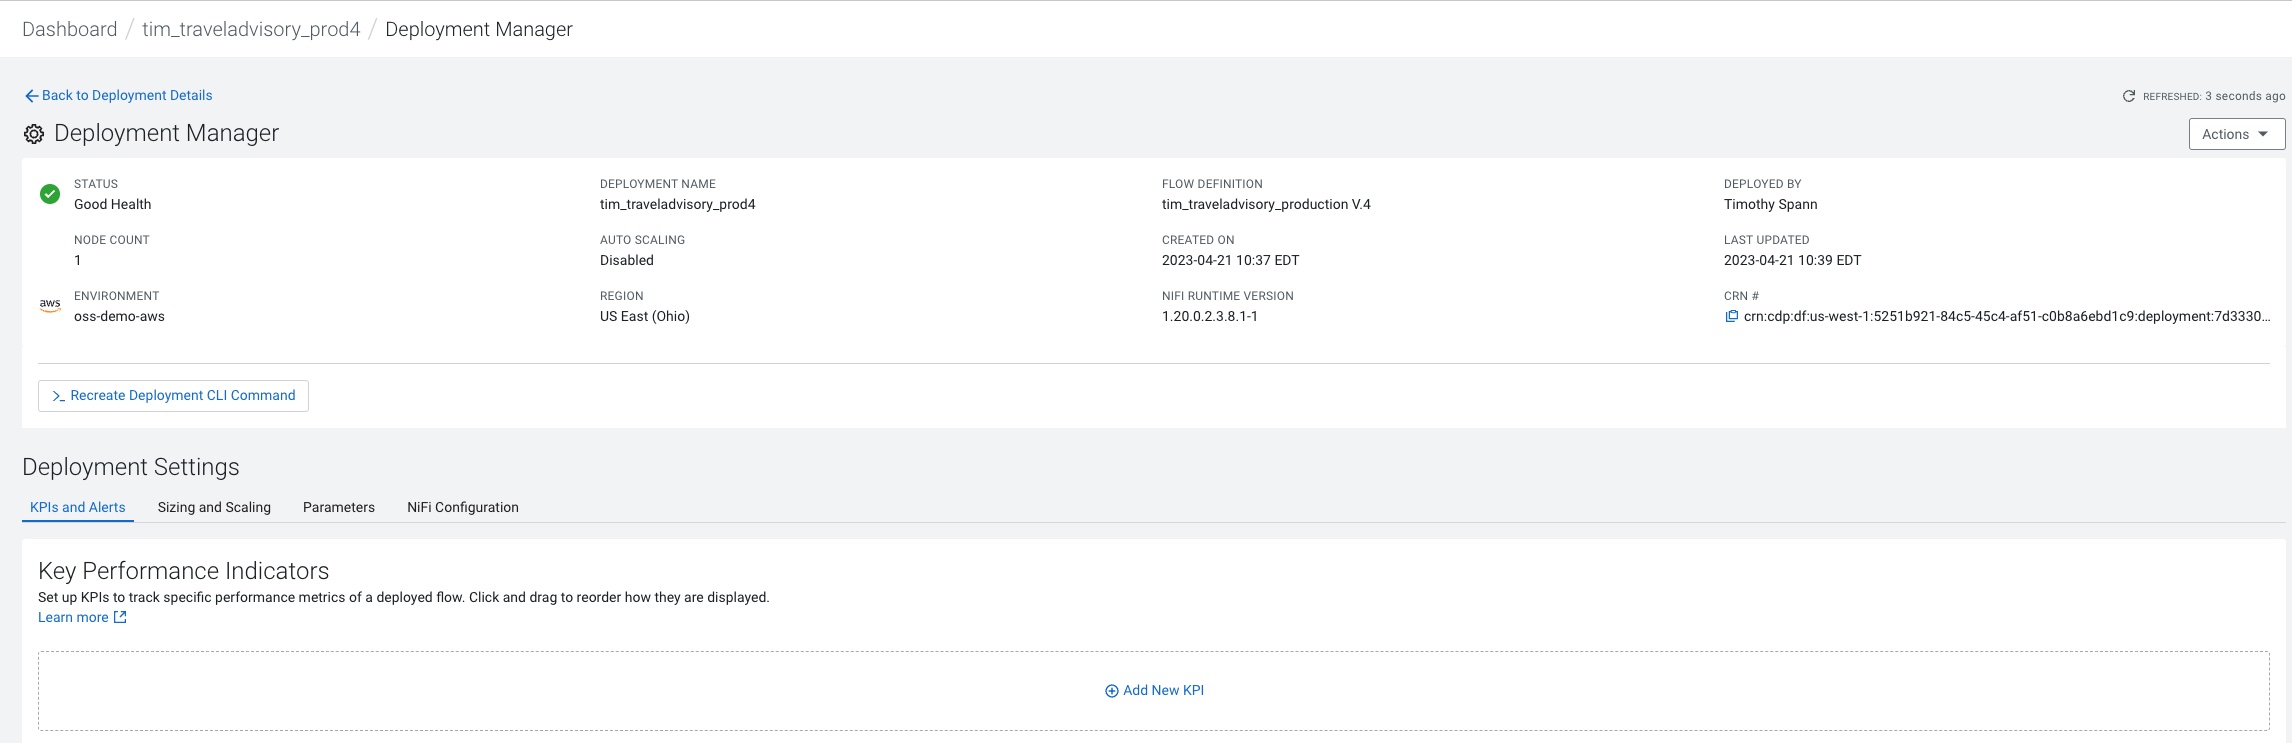 Dashboard / tim_traveladvisory_prod4 / Deployment Manager
Back to Deployment Details
REFRESHED: 3 seconds ago
Deployment Manager
Actions
STATUS
Good Health
DEPLOYMENT NAME
tim_traveladvisory_prod4
FLOW DEFINITION
tim_traveladvisory_production V.4
DEPLOYED BY
Timothy Spann
NODE COUNT
1
AUTO SCALING
Disabled
CREATED ON
2023-04-21 10:37 EDT
LAST UPDATED
2023-04-21 10:39 EDT
aws
ENVIRONMENT
oss-demo-aws
REGION
US East (Ohio)
NIFI RUNTIME VERSION
1.20.0.2.3.8.1-1
CRN #
crn:cdp:df:us-west-1:5251b921-84c5-45c4-af51-c0b8a6ebd1c9:deployment:7d3330...
>_ Recreate Deployment CLI Command
Deployment Settings
KPIs and Alerts
Sizing and Scaling
Parameters
NiFi Configuration
Key Performance Indicators
Set up KPIs to track specific performance metrics of a deployed flow. Click and drag to reorder how they are displayed.
Learn more
Add New KPI